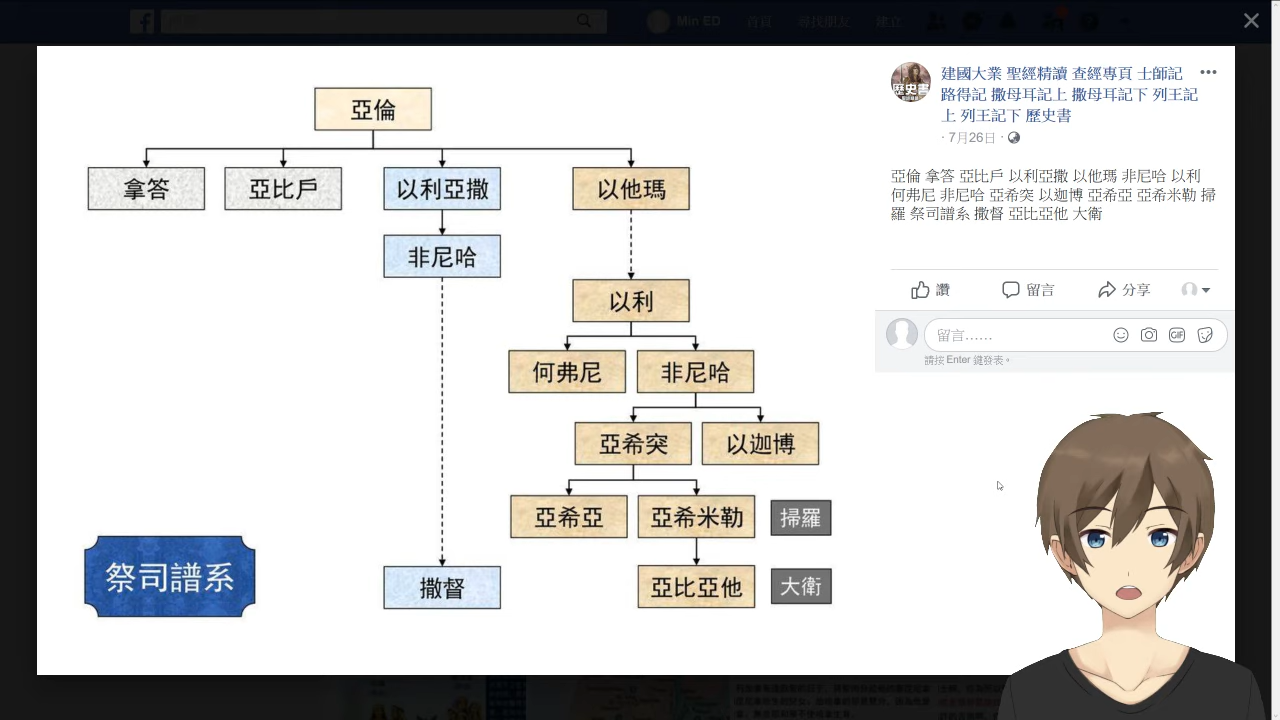 Min ED
首頁
尋找朋友
建立
亞倫
拿答
亞比戶
以利亞撒
以他瑪
非尼哈
以利
何弗尼
非尼哈
亞希突
以迦博
亞希亞
亞希米勒
掃羅
祭司譜系
撒督
亞比亞他
大衛
建國大業 聖經精讀 查經專頁 士師記
路得記 撒母耳記上 撒母耳記下 列王記
上 列王記下 歷史書
· 7月26日 ·
歷史書
亞倫 拿答 亞比戶 以利亞撒 以他瑪 非尼哈 以利
何弗尼 非尼哈 亞希突 以迦博 亞希亞 亞希米勒 掃
羅 祭司譜系 撒督 亞比亞他 大衛
讚
留言
分享
留言……
GIF
請按 Enter 鍵發表。